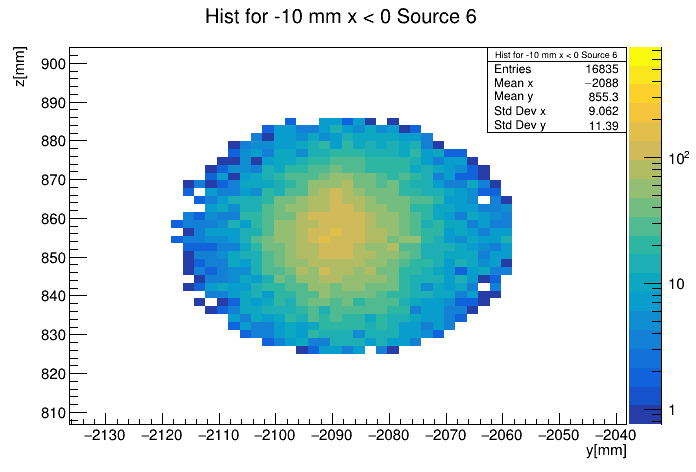 Hist for -10 mm x < 0 Source 6
z[mm]
Hist for -10 mm x < 0 Source 6
Entries 16835
Mean x −2088
Mean y 855.3
Std Dev x 9.062
Std Dev y 11.39
900
890
880
870
860
850
840
830
820
810
10²
10
1
−2130 −2120 −2110 −2100 −2090 −2080 −2070 −2060 −2050 −2040
y[mm]